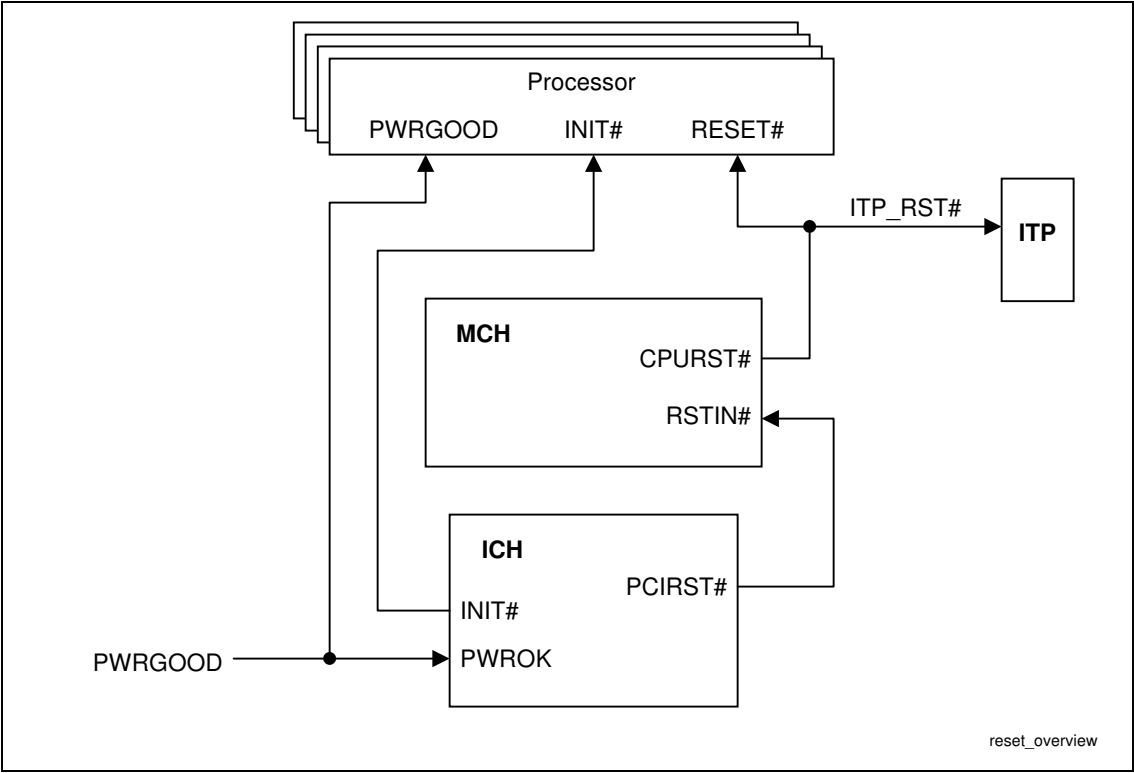 Processor
PWRGOOD INIT# RESET#
ITP_RST#
ITP
MCH
CPURST#
RSTIN#
ICH
PCIRST#
INIT#
PWRGOOD
PWROK
reset_overview